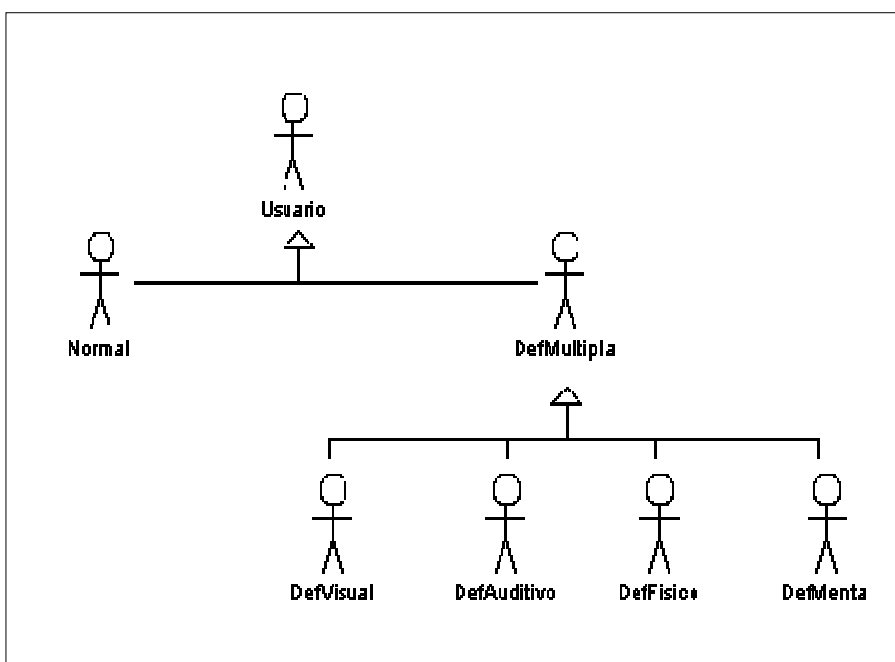 Usuario
Normal
DefMultipla
DefVisual
DefAuditivo
DefFisico
DefMenta